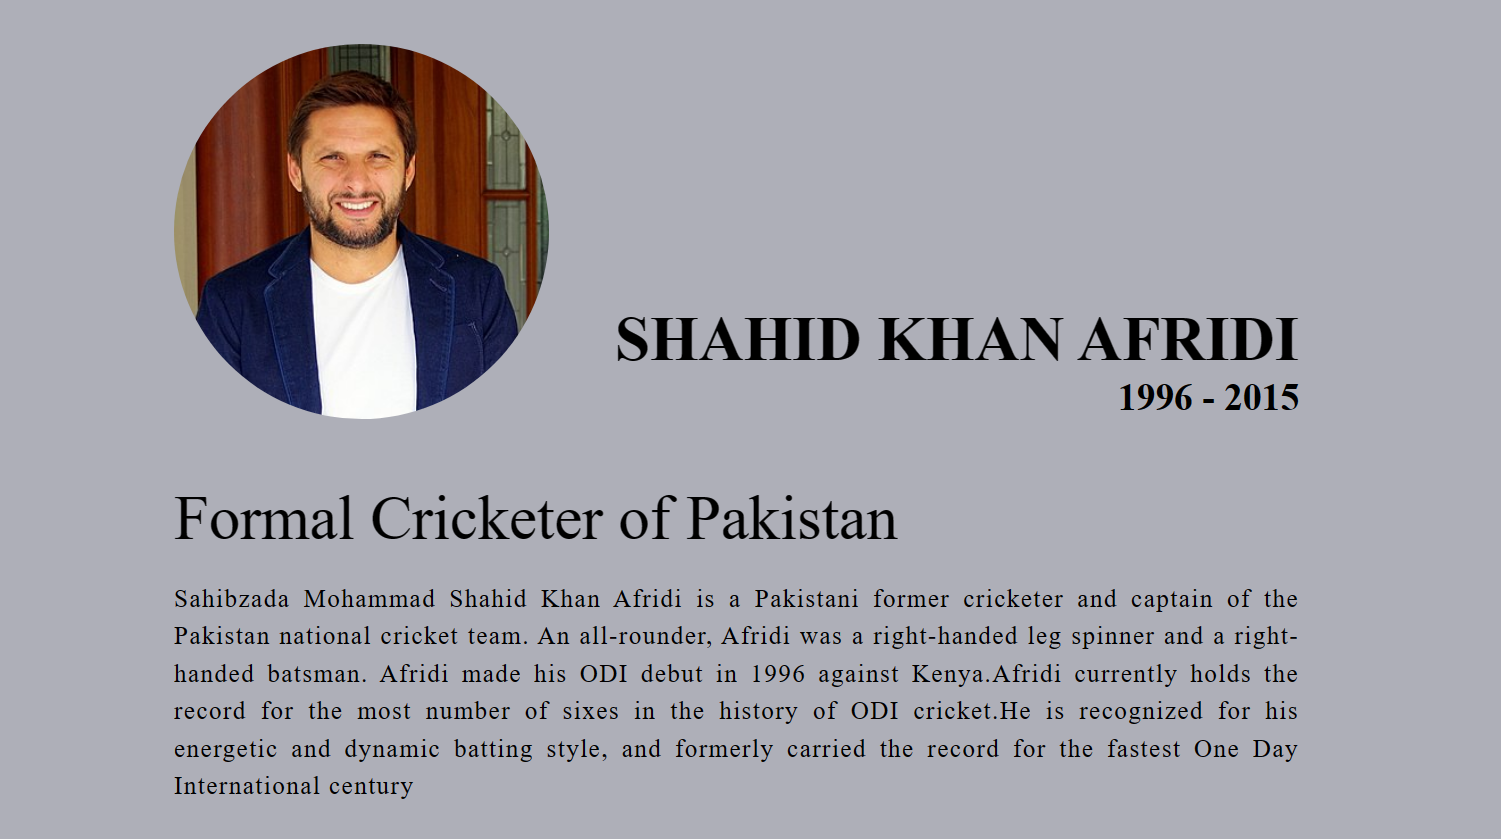 SHAHID KHAN AFRIDI
1996 - 2015
Formal Cricketer of Pakistan
Sahibzada Mohammad Shahid Khan Afridi is a Pakistani former cricketer and captain of the
Pakistan national cricket team. An all-rounder, Afridi was a right-handed leg spinner and a right-
handed batsman. Afridi made his ODI debut in 1996 against Kenya.Afridi currently holds the
record for the most number of sixes in the history of ODI cricket.He is recognized for his
energetic and dynamic batting style, and formerly carried the record for the fastest One Day
International century